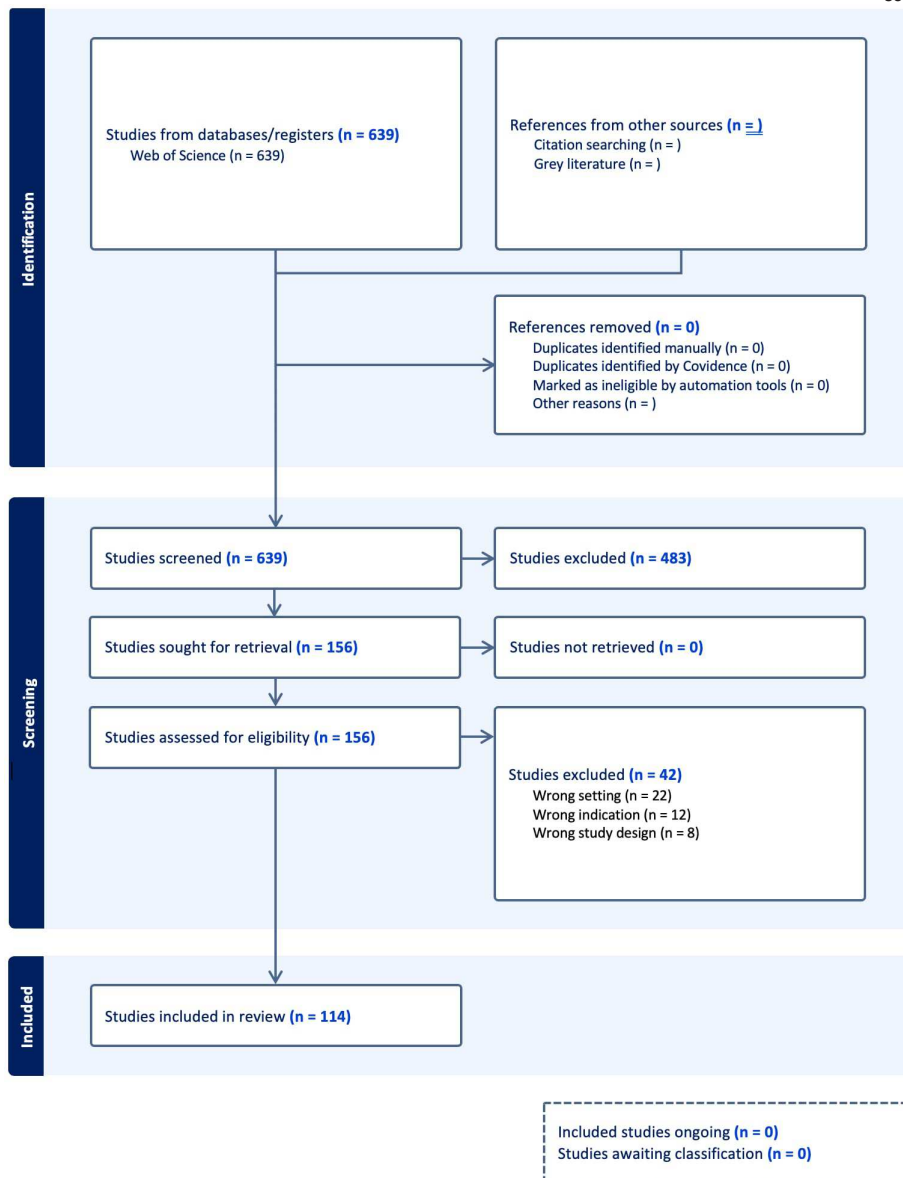 Identification
Studies from databases/registers (n = 639)
Web of Science (n = 639)
References from other sources (n = )
Citation searching (n = )
Grey literature (n = )
References removed (n = 0)
Duplicates identified manually (n = 0)
Duplicates identified by Covidence (n = 0)
Marked as ineligible by automation tools (n = 0)
Other reasons (n = )
Screening
Studies screened (n = 639)
Studies excluded (n = 483)
Studies sought for retrieval (n = 156)
Studies not retrieved (n = 0)
Studies assessed for eligibility (n = 156)
Studies excluded (n = 42)
Wrong setting (n = 22)
Wrong indication (n = 12)
Wrong study design (n = 8)
Included
Studies included in review (n = 114)
Included studies ongoing (n = 0)
Studies awaiting classification (n = 0)